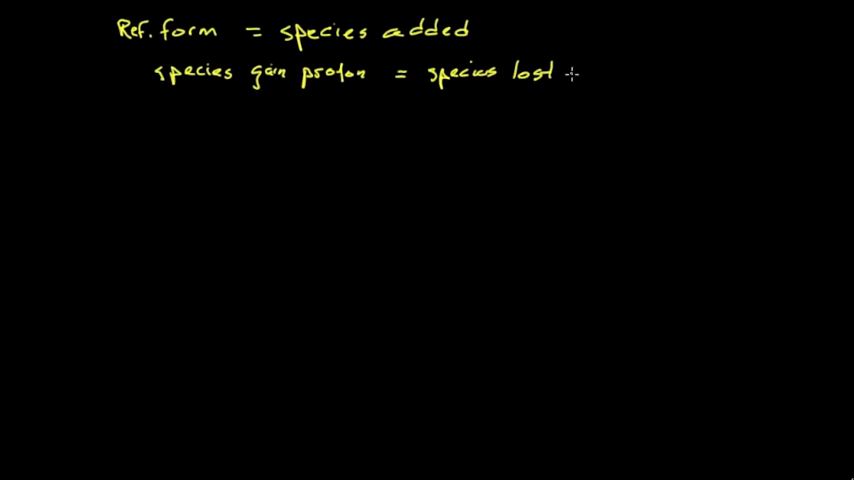 Ref. form = species added
species gain proton = species lost